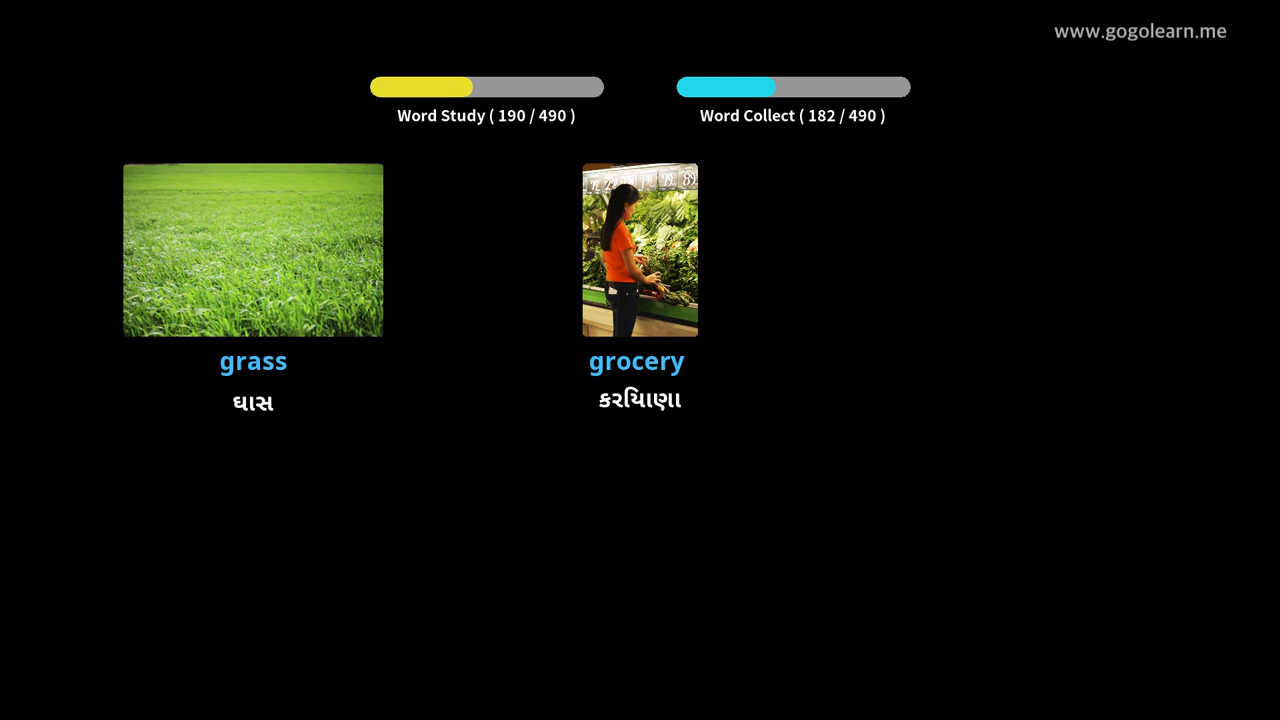 www.gogolearn.me
Word Study ( 190 / 490 )
Word Collect ( 182 / 490 )
grass
grocery
ઘાસ
કરિયાણા